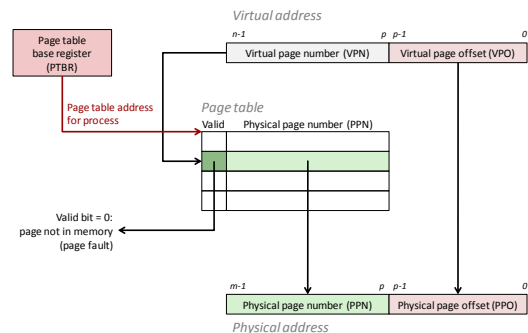 Virtual address
n-1 p p-1 0
Virtual page number (VPN) Virtual page offset (VPO)
Page table
base register
(PTBR)
Page table address
for process
Page table
Valid Physical page number (PPN)
Valid bit = 0:
page not in memory
(page fault)
m-1 p p-1 0
Physical page number (PPN) Physical page offset (PPO)
Physical address